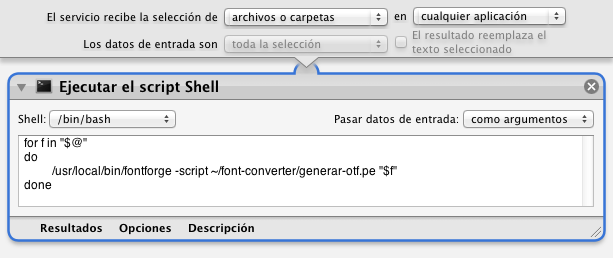 El servicio recibe la selección de archivos o carpetas en cualquier aplicación
Los datos de entrada son toda la selección El resultado reemplaza el
texto seleccionado
Ejecutar el script Shell
Shell: /bin/bash Pasar datos de entrada: como argumentos
for f in "$@"
do
/usr/local/bin/fontforge -script ~/font-converter/generar-otf.pe "$f"
done
Resultados Opciones Descripción